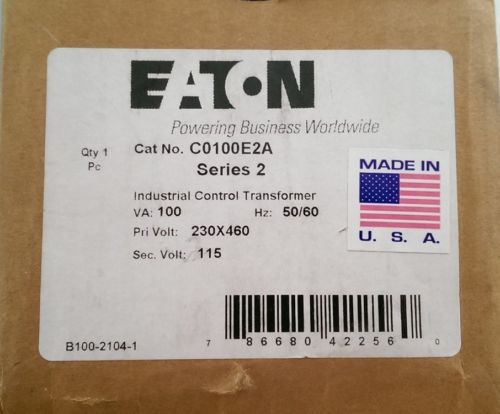 EATON
Powering Business Worldwide
Qty 1
Pc
Cat No. C0100E2A
Series 2
Industrial Control Transformer
VA: 100 Hz: 50/60
Pri Volt: 230X460
Sec. Volt: 115
MADE IN
U. S. A.
B100-2104-1
7 86680 42256 0